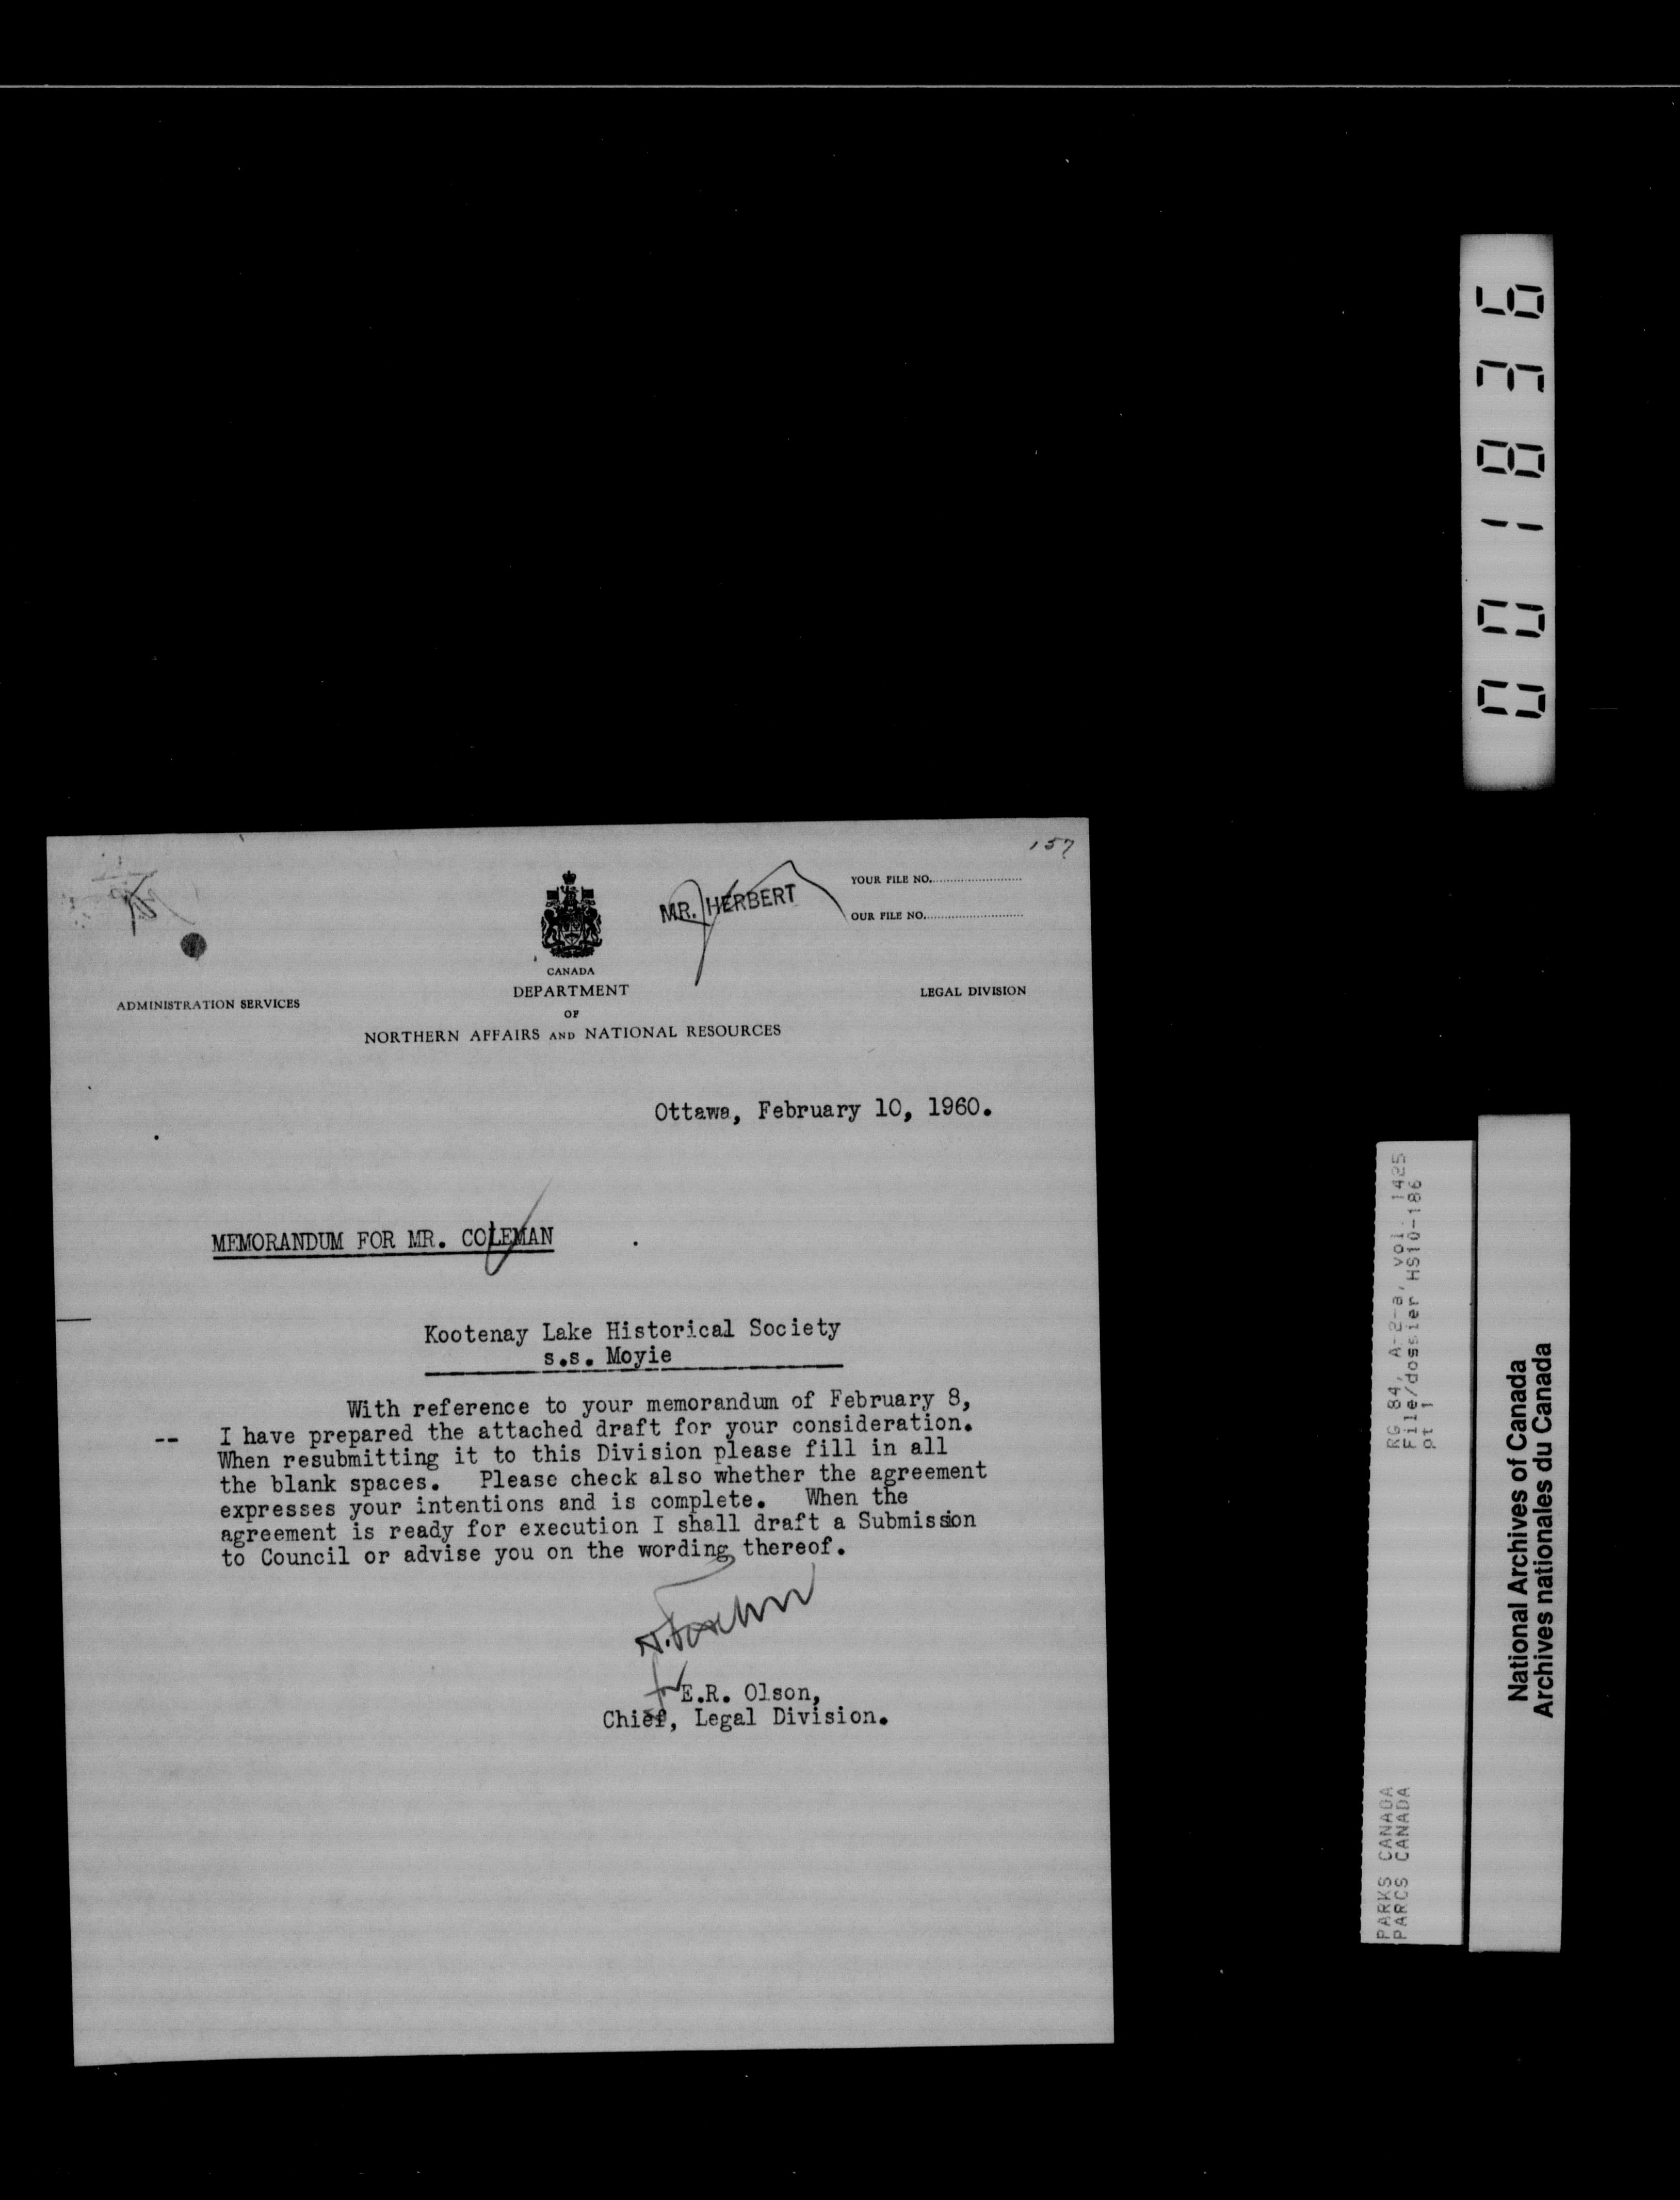 157
MR. HERBERT
YOUR FILE NO.
OUR FILE NO.
CANADA
ADMINISTRATION SERVICES
DEPARTMENT
LEGAL DIVISION
OF
NORTHERN AFFAIRS AND NATIONAL RESOURCES
Ottawa, February 10, 1960.
MEMORANDUM FOR MR. COLEMAN
Kootenay Lake Historical Society
s.s. Moyie
With reference to your memorandum of February 8,
-- I have prepared the attached draft for your consideration.
When resubmitting it to this Division please fill in all
the blank spaces. Please check also whether the agreement
expresses your intentions and is complete. When the
agreement is ready for execution I shall draft a Submission
to Council or advise you on the wording thereof.
for E.R. Olson,
Chief, Legal Division.
001836
RG 84, A-2-a, vol. 1425
File/dossier HS10-186
pt 1
PARKS CANADA
PARCS CANADA
National Archives of Canada
Archives nationales du Canada